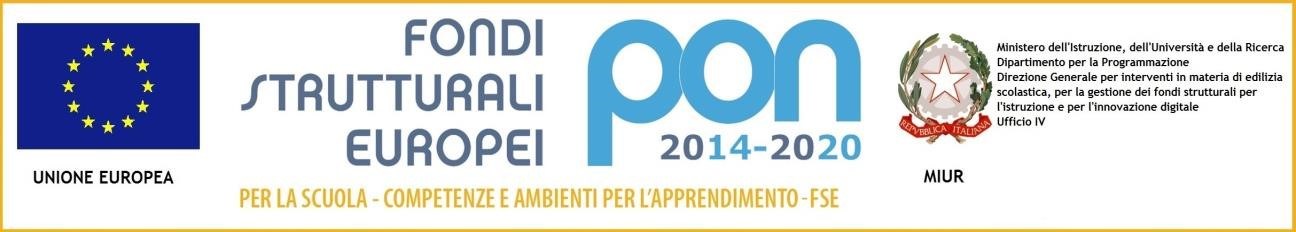 UNIONE EUROPEA
FONDI
STRUTTURALI
EUROPEI
pon
2014-2020
PER LA SCUOLA - COMPETENZE E AMBIENTI PER L'APPRENDIMENTO-FSE
REPVBBLICA ITALIANA
MIUR
Ministero dell'Istruzione, dell'Università e della Ricerca
Dipartimento per la Programmazione
Direzione Generale per interventi in materia di edilizia
scolastica, per la gestione dei fondi strutturali per
l'istruzione e per l'innovazione digitale
Ufficio IV